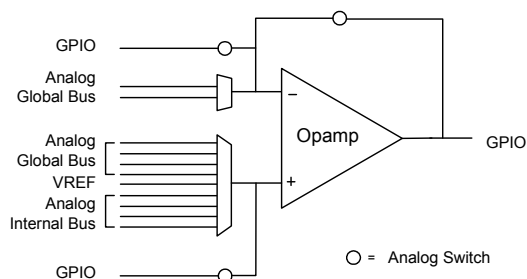 GPIO
Analog
Global Bus
Analog
Global Bus
VREF
Analog
Internal Bus
GPIO
−
+
Opamp
GPIO
= Analog Switch